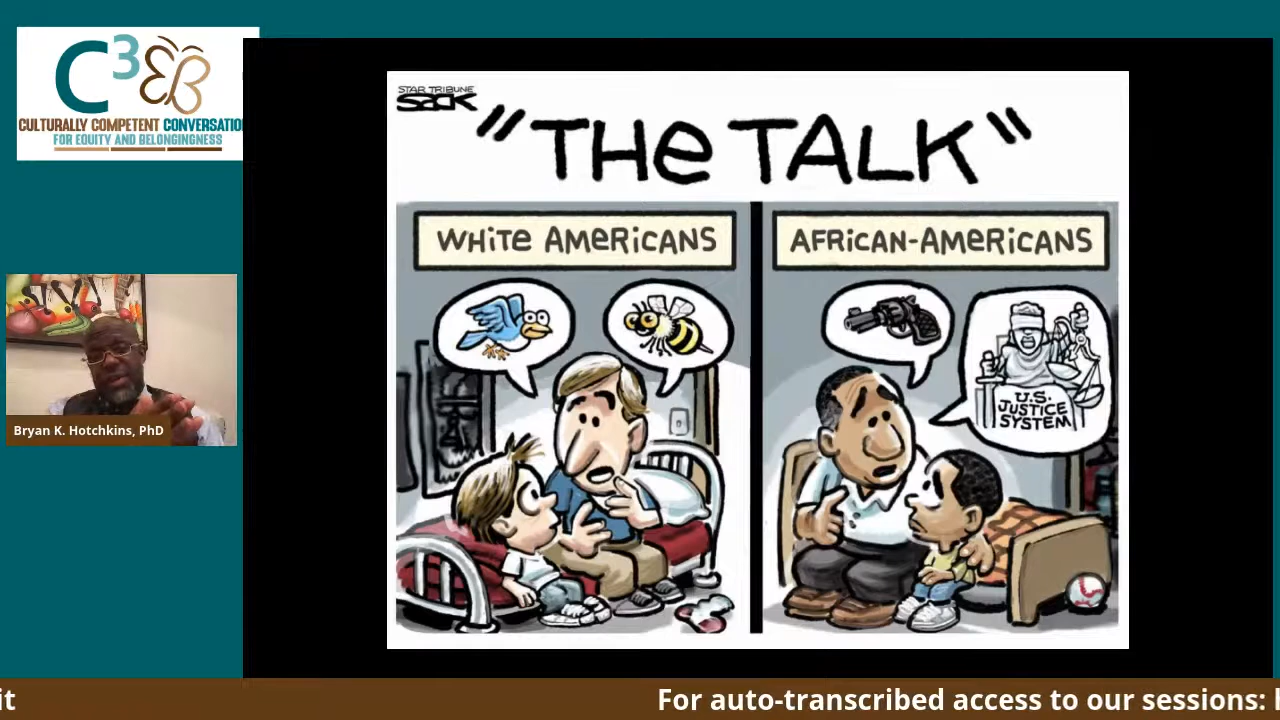 C3EB
CULTURALLY COMPETENT CONVERSATIO
FOR EQUITY AND BELONGINGNESS
STAR TRIBUNE
SACK
"THe TALK"
WHiTe AMeRiCANS
AFRiCAN-AMeRiCANS
U.S.
JUSTiCE
SYSTEM
Bryan K. Hotchkins, PhD
it
For auto-transcribed access to our sessions: